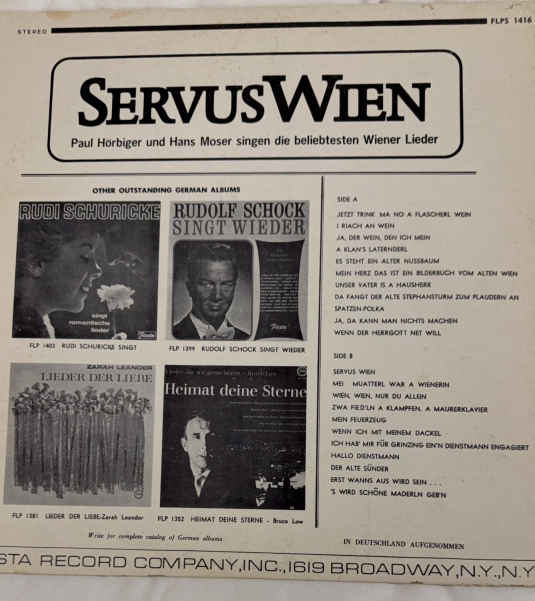 STEREO
FLPS 1416
SERVUS WIEN
Paul Hörbiger und Hans Moser singen die beliebtesten Wiener Lieder
OTHER OUTSTANDING GERMAN ALBUMS
RUDI SCHURICKE
singt
romantische
lieder
FLP 1403 RUDI SCHURICKE SINGT
RUDOLF SCHOCK
SINGT WIEDER
Fiesta
FLP 1399 RUDOLF SCHOCK SINGT WIEDER
ZARAH LEANDER
LIEDER DER LIEBE
FLP 1381 LIEDER DER LIEBE-Zarah Leander
Heimat deine Sterne
FLP 1352 HEIMAT DEINE STERNE - Bruce Low
Write for complete catalog of German albums
SIDE A
JETZT TRINK MA NO A FLASCHERL WEIN
I RIACH AN WEIN
JA, DER WEIN, DEN ICH MEIN
A KLAN'S LATERNDERL
ES STEHT EIN ALTER NUSSBAUM
MEIN HERZ DAS IST EIN BILDERBUCH VOM ALTEN WIEN
UNSER VATER IS A HAUSHERR
DA FANGT DER ALTE STEPHANSTURM ZUM PLAUDERN AN
SPATZEN-POLKA
JA, DA KANN MAN NICHTS MACHEN
WENN DER HERRGOTT NET WILL
SIDE B
SERVUS WIEN
MEI MUATTERL WAR A WIENERIN
WIEN, WIEN, NUR DU ALLEIN
ZWA FIED'LN A KLAMPFEN, A MAURERKLAVIER
MEIN FEUERZEUG
WENN ICH MIT MEINEM DACKEL
ICH HAB' MIR FÜR GRINZING EIN'N DIENSTMANN ENGAGIERT
HALLO DIENSTMANN
DER ALTE SÜNDER
ERST WANNS AUS WIRD SEIN . . .
'S WIRD SCHÖNE MADERLN GEB'N
IN DEUTSCHLAND AUFGENOMMEN
STA RECORD COMPANY, INC., 1619 BROADWAY, N.Y., N.Y